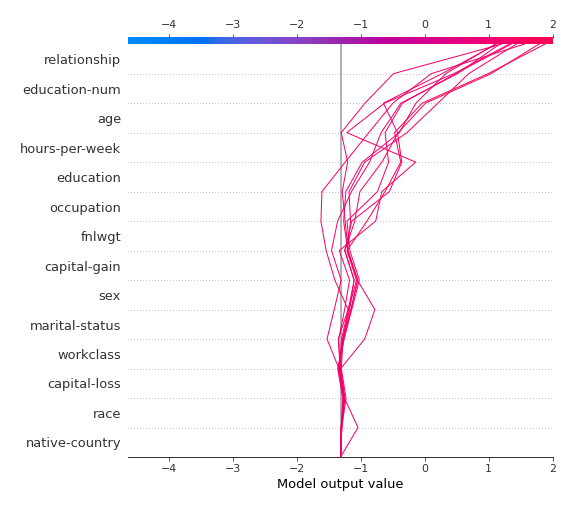 −4 −3 −2 −1 0 1 2
relationship
education-num
age
hours-per-week
education
occupation
fnlwgt
capital-gain
sex
marital-status
workclass
capital-loss
race
native-country
−4 −3 −2 −1 0 1 2
Model output value